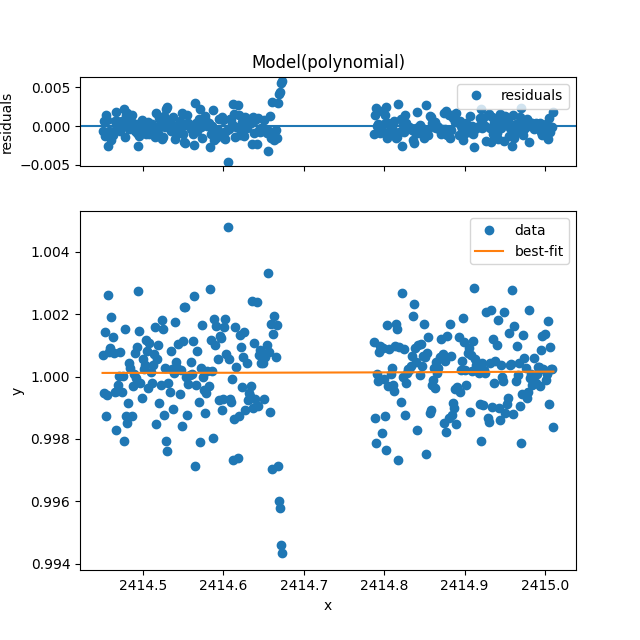 Model(polynomial)
residuals
0.005
0.000
−0.005
residuals
y
1.004
1.002
1.000
0.998
0.996
0.994
data
best-fit
2414.5 2414.6 2414.7 2414.8 2414.9 2415.0
x